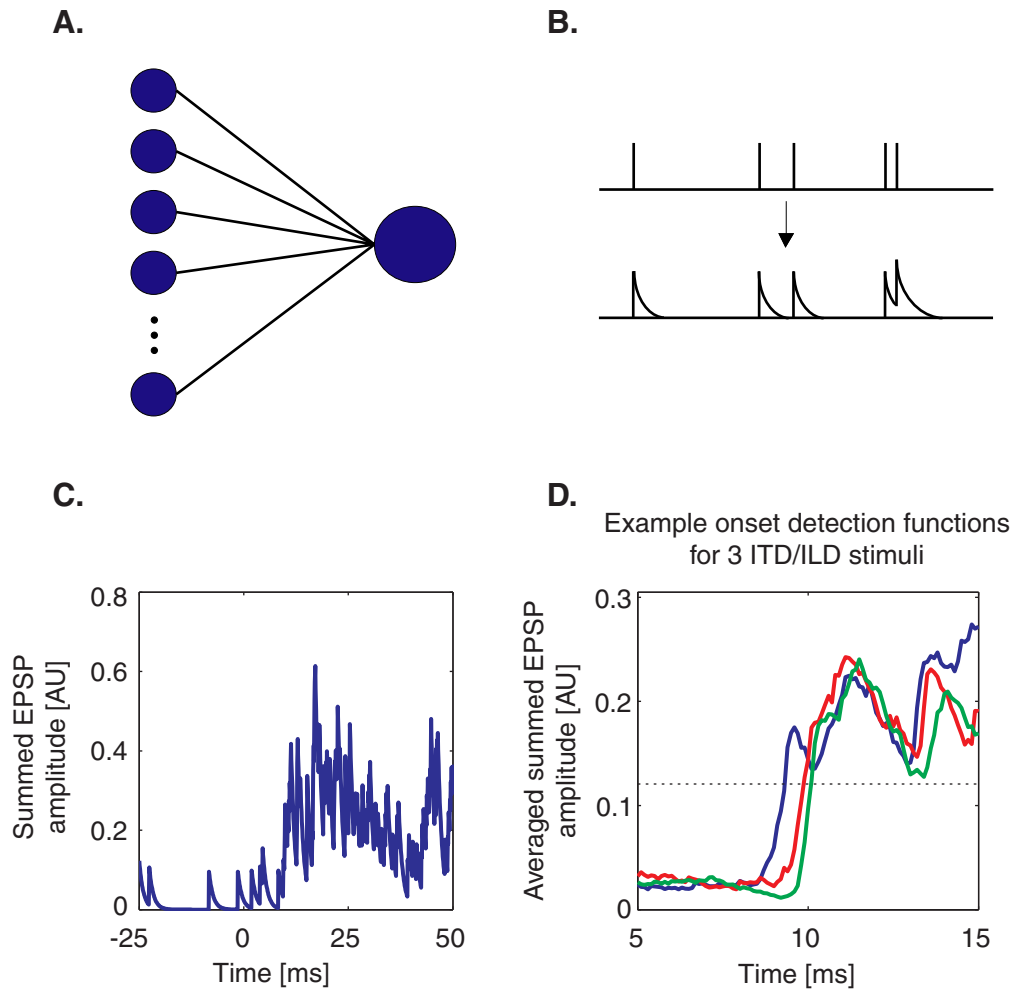 A.
B.
C.
D.
Example onset detection functions
for 3 ITD/ILD stimuli
Summed EPSP
amplitude [AU]
0.8
0.6
0.4
0.2
0
-25
0
25
50
Time [ms]
Averaged summed EPSP
amplitude [AU]
0.3
0.2
0.1
0
5
10
15
Time [ms]